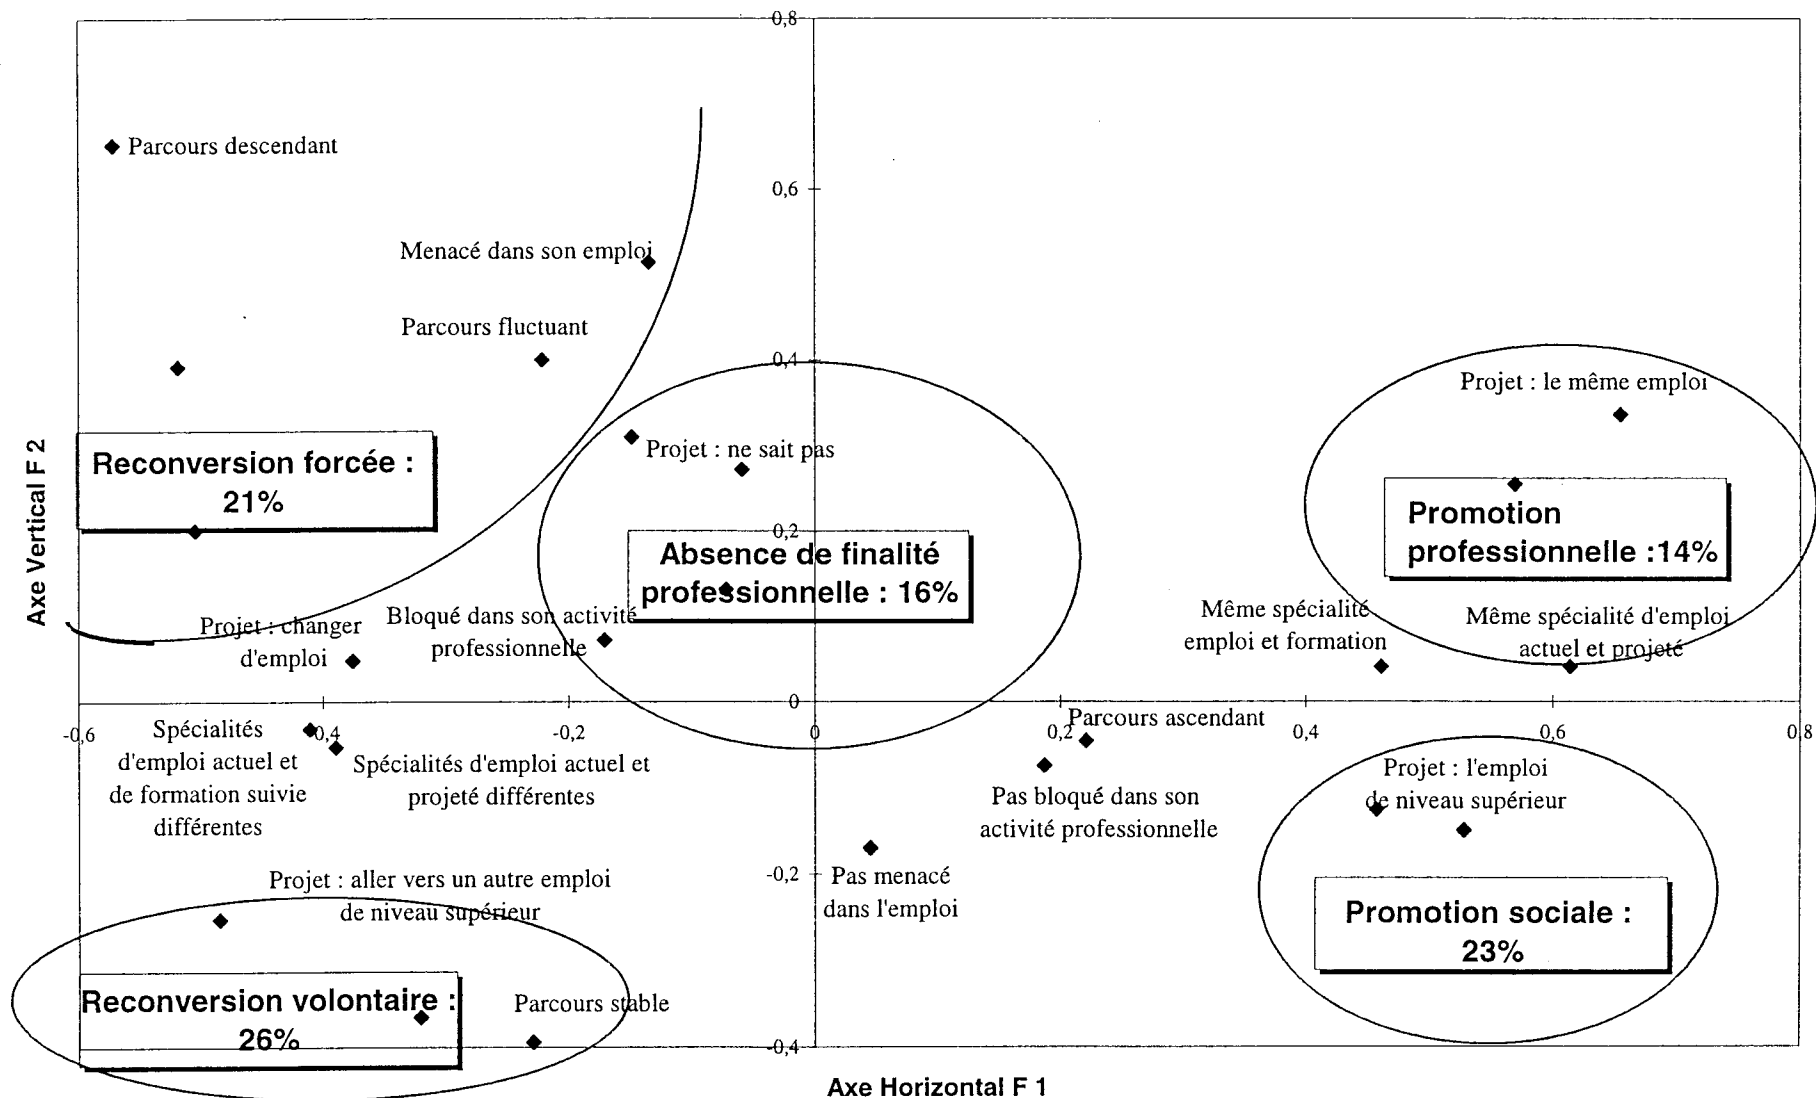 0,8
Parcours descendant
0,6
Menacé dans son emploi
Parcours fluctuant
0,4
Projet : le même emploi
Axe Vertical F 2
Reconversion forcée :
21%
Projet : ne sait pas
Promotion
professionnelle :14%
0,2
Absence de finalité
professionnelle : 16%
Projet : changer
d'emploi
Bloqué dans son activité
professionnelle
Même spécialité
emploi et formation
Même spécialité d'emploi
actuel et projeté
0
-0,6
-0,4
-0,2
0
0,2
0,4
0,6
0,8
Parcours ascendant
Spécialités
d'emploi actuel et
de formation suivie
différentes
Spécialités d'emploi actuel et
projeté différentes
Pas bloqué dans son
activité professionnelle
Projet : l'emploi
de niveau supérieur
-0,2
Pas menacé
dans l'emploi
Projet : aller vers un autre emploi
de niveau supérieur
Promotion sociale :
23%
Reconversion volontaire :
26%
Parcours stable
-0,4
Axe Horizontal F 1